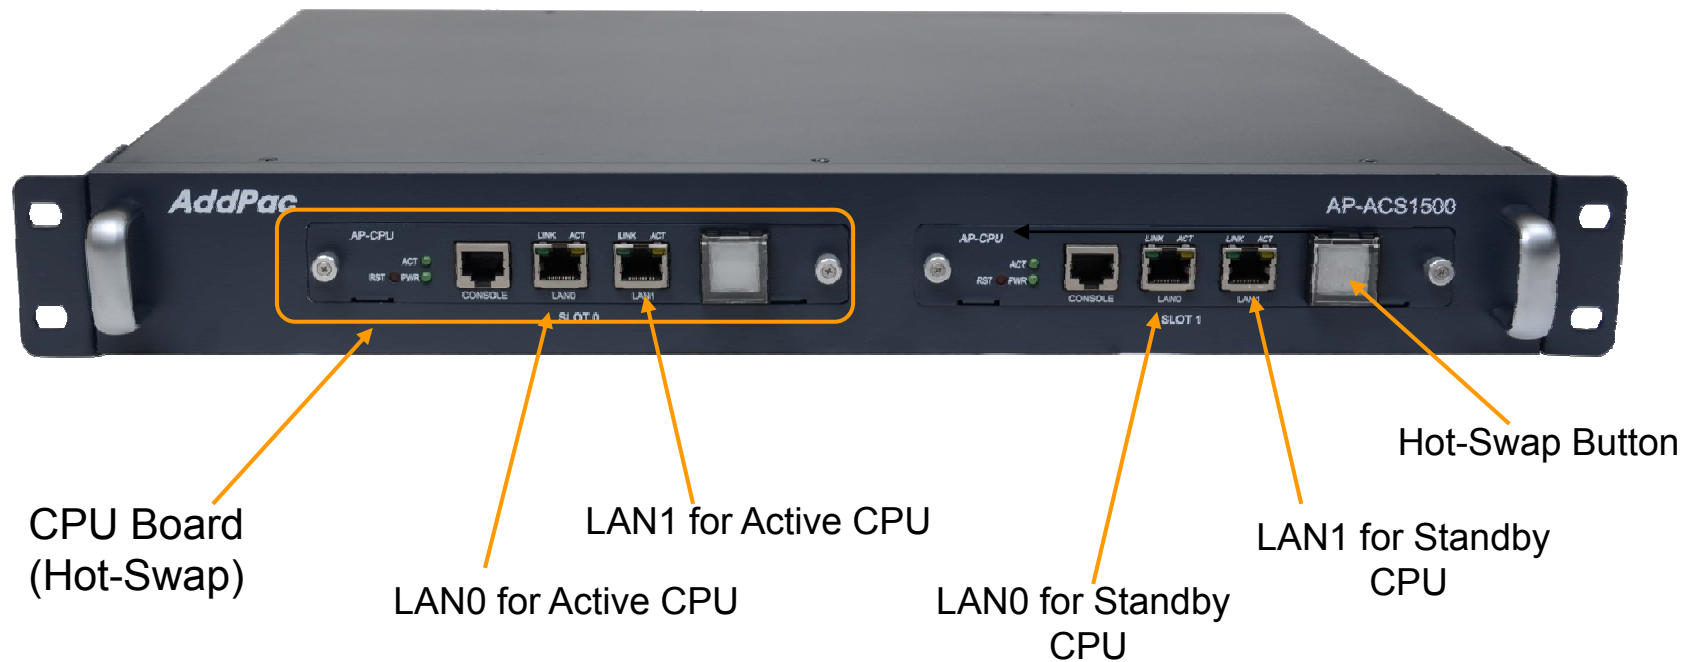 AddPac
AP-ACS1500
AP-CPU
LINK ACT
LINK ACT
ACT
RST PWR
CONSOLE
LAN0
LAN1
SLOT 0
AP-CPU
LINK ACT
LINK ACT
ACT
RST PWR
CONSOLE
LAN0
LAN1
SLOT 1
Hot-Swap Button
CPU Board
(Hot-Swap)
LAN1 for Active CPU
LAN0 for Active CPU
LAN1 for Standby
CPU
LAN0 for Standby
CPU